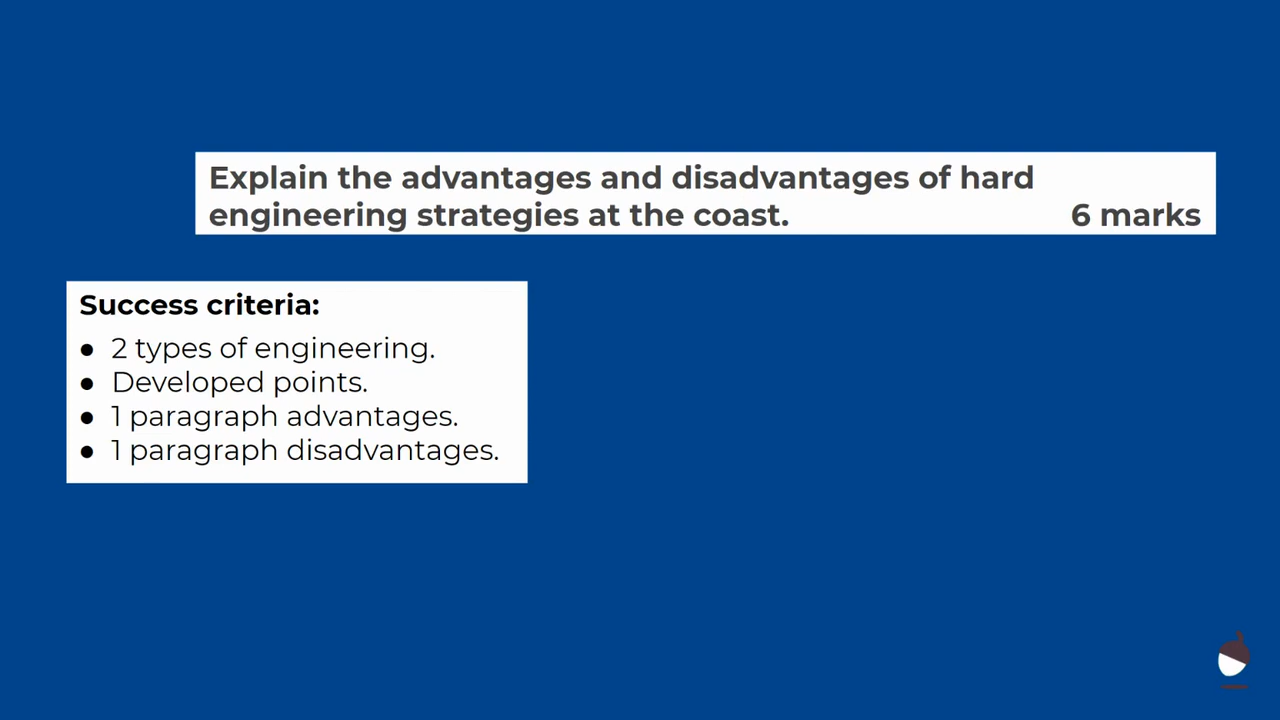 Explain the advantages and disadvantages of hard
engineering strategies at the coast. 6 marks
Success criteria:
● 2 types of engineering.
● Developed points.
● 1 paragraph advantages.
● 1 paragraph disadvantages.